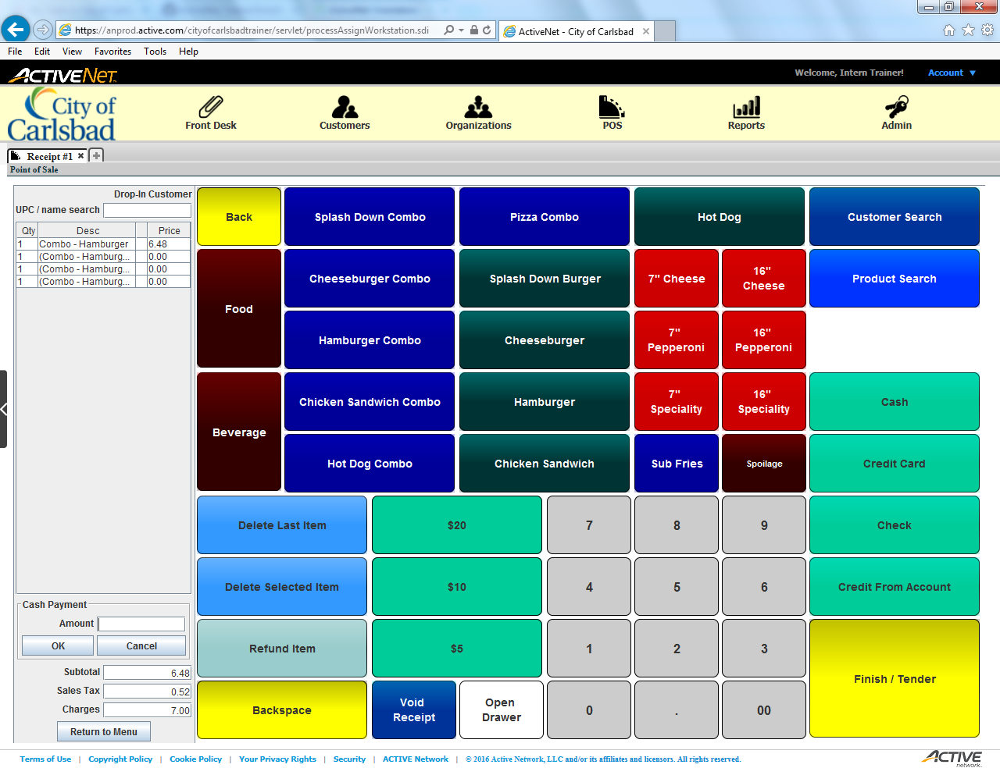 https://anprod.active.com/cityofcarlsbadtrainer/servlet/processAssignWorkstation.sdi
ActiveNet - City of Carlsbad
File Edit View Favorites Tools Help
ACTIVENET
Welcome, Intern Trainer! Account
City of
Carlsbad
Front Desk Customers Organizations POS Reports Admin
Receipt #1
Point of Sale
Drop-In Customer
UPC / name search
Qty Desc Price
1 Combo - Hamburger 6.48
1 (Combo - Hamburg... 0.00
1 (Combo - Hamburg... 0.00
1 (Combo - Hamburg... 0.00
Cash Payment
Amount
OK Cancel
Subtotal 6.48
Sales Tax 0.52
Charges 7.00
Return to Menu
Back Splash Down Combo Pizza Combo Hot Dog Customer Search
Food
Cheeseburger Combo Splash Down Burger 7" Cheese 16" Cheese Product Search
Hamburger Combo Cheeseburger 7" Pepperoni 16" Pepperoni
Beverage
Chicken Sandwich Combo Hamburger 7" Speciality 16" Speciality Cash
Hot Dog Combo Chicken Sandwich Sub Fries Spoilage Credit Card
Delete Last Item $20 7 8 9 Check
Delete Selected Item $10 4 5 6 Credit From Account
Refund Item $5 1 2 3
Finish / Tender
Backspace Void Receipt Open Drawer 0 . 00
Terms of Use | Copyright Policy | Cookie Policy | Your Privacy Rights | Security | ACTIVE Network | © 2016 Active Network, LLC and/or its affiliates and licensors. All rights reserved.
ACTIVE
network